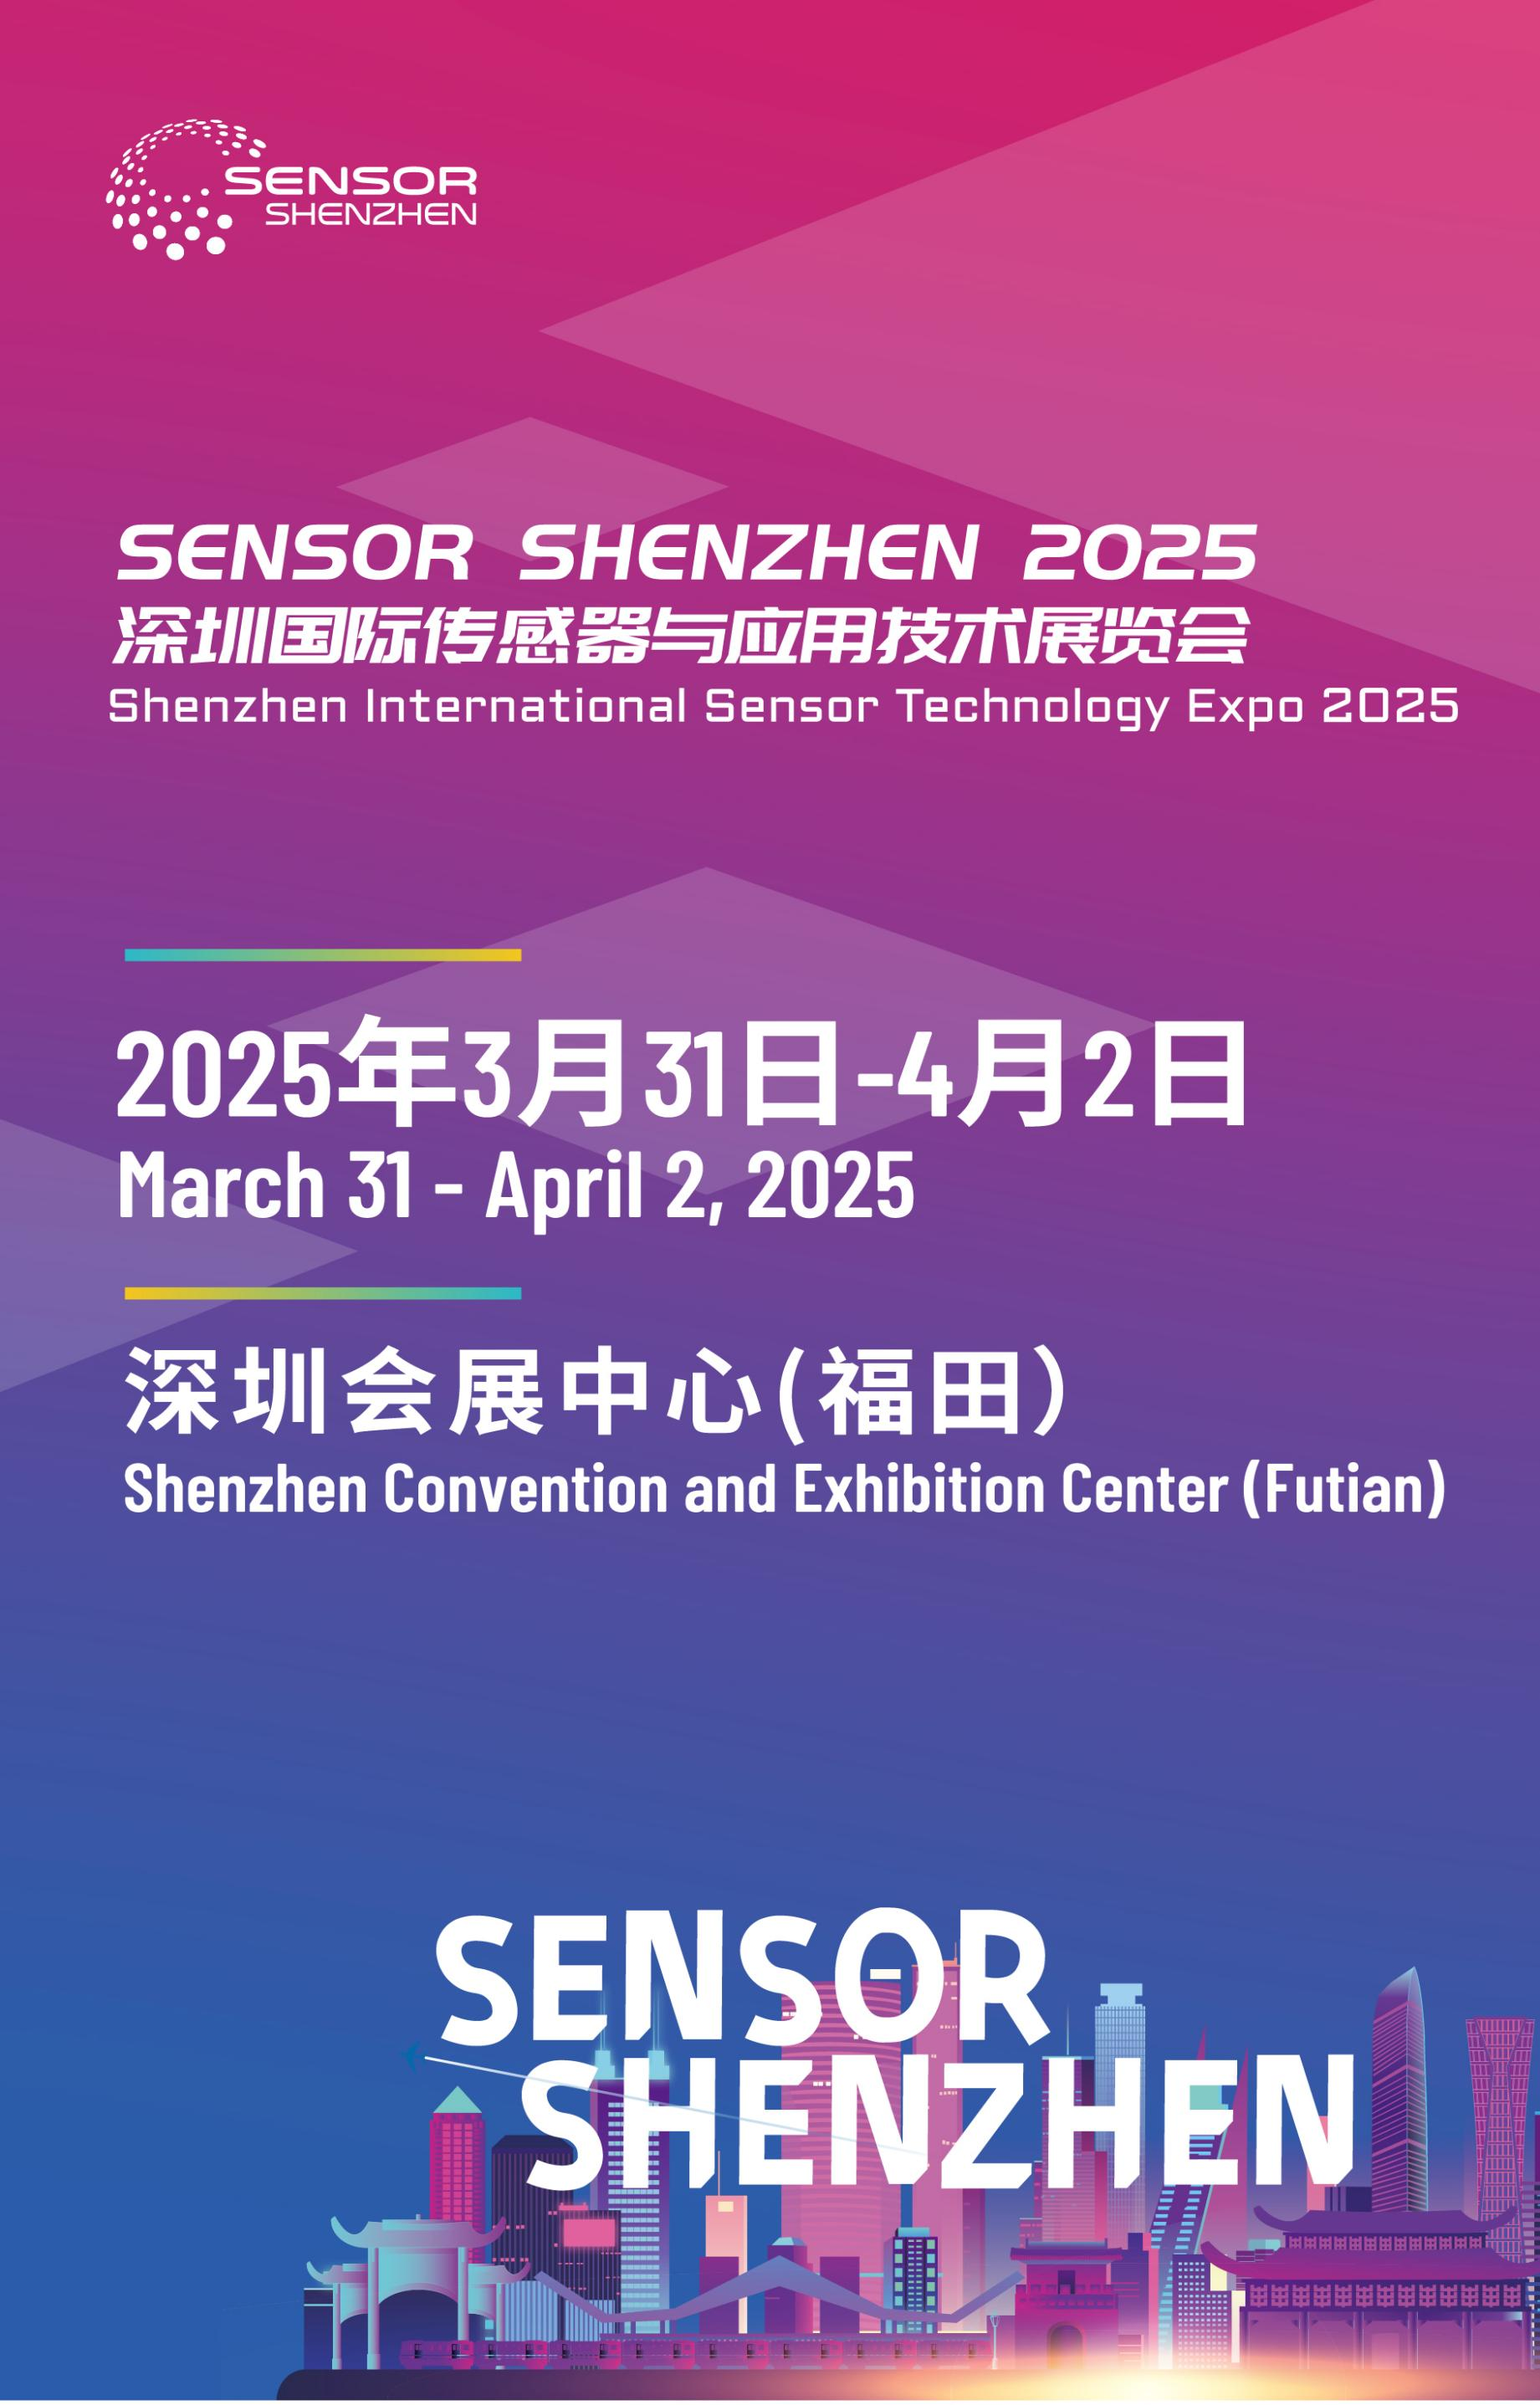 SENSOR
SHENZHEN
SENSOR SHENZHEN 2025
深圳国际传感器与应用技术展览会
Shenzhen International Sensor Technology Expo 2025
2025年3月31日-4月2日
March 31 - April 2, 2025
深圳会展中心(福田)
Shenzhen Convention and Exhibition Center (Futian)
SENSOR
SHENZHEN